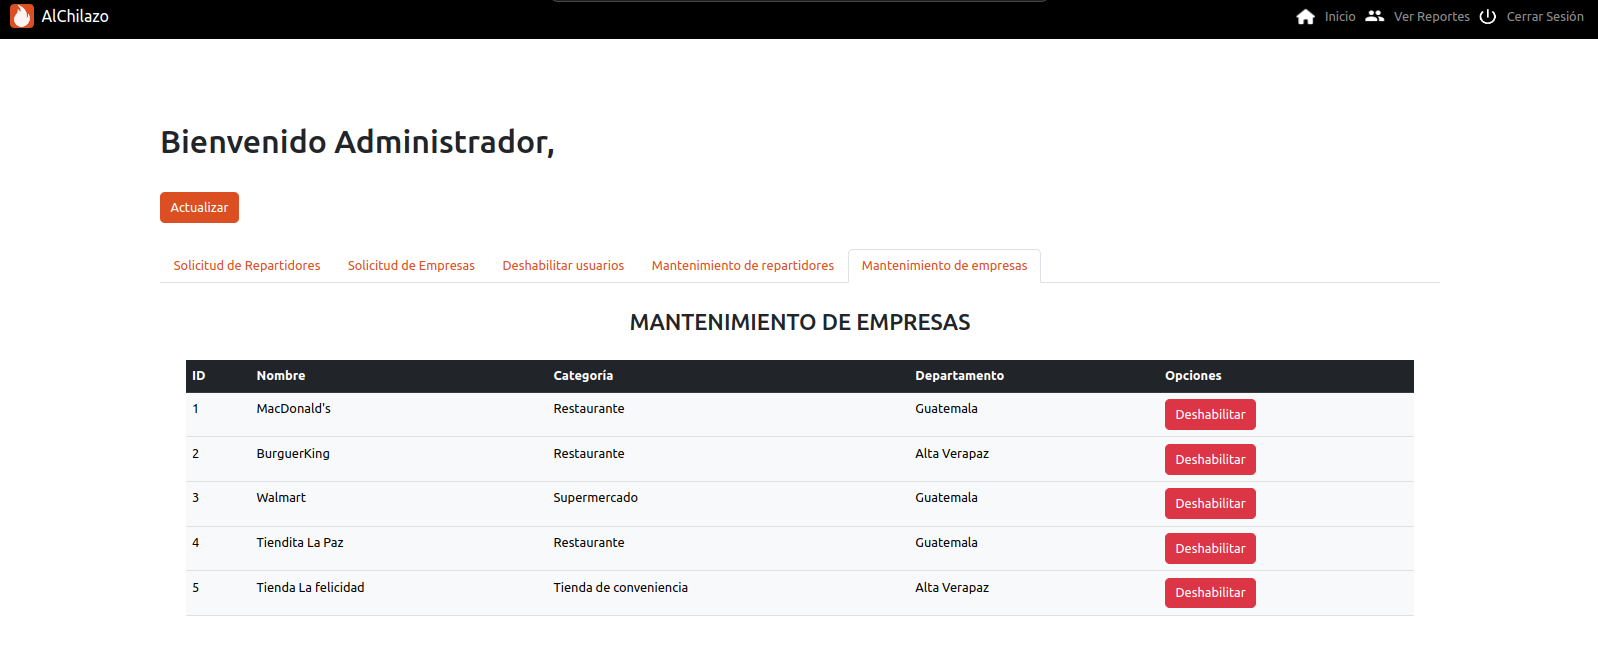 AlChilazo Inicio Ver Reportes Cerrar Sesión
Bienvenido Administrador,
Actualizar
Solicitud de Repartidores Solicitud de Empresas Deshabilitar usuarios Mantenimiento de repartidores Mantenimiento de empresas
MANTENIMIENTO DE EMPRESAS
ID Nombre Categoría Departamento Opciones
1 MacDonald's Restaurante Guatemala Deshabilitar
2 BurguerKing Restaurante Alta Verapaz Deshabilitar
3 Walmart Supermercado Guatemala Deshabilitar
4 Tiendita La Paz Restaurante Guatemala Deshabilitar
5 Tienda La felicidad Tienda de conveniencia Alta Verapaz Deshabilitar